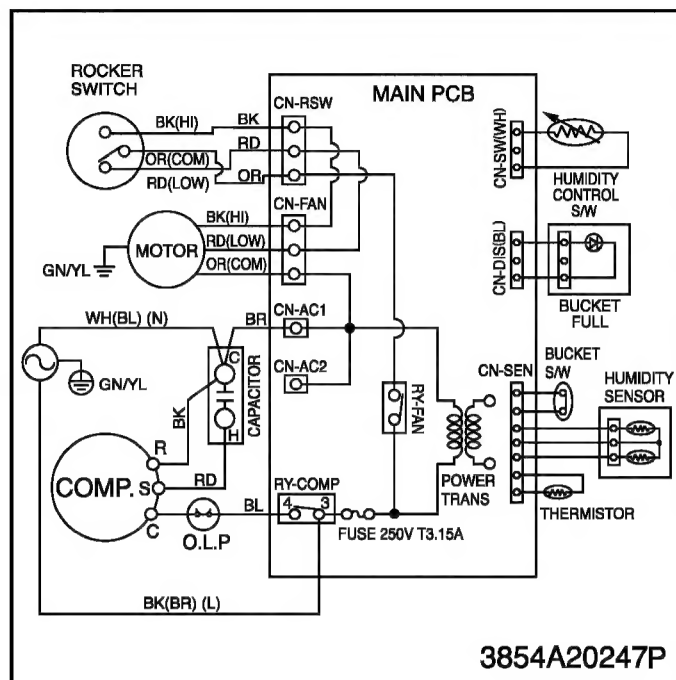 ROCKER
SWITCH
BK(HI)
BK
CN-RSW
MAIN PCB
RD
OR(COM)
RD(LOW)
OR
CN-SW(WH)
HUMIDITY
CONTROL
S/W
CN-FAN
BK(HI)
MOTOR
RD(LOW)
OR(COM)
GN/YL
CN-DIS(BL)
BUCKET
FULL
WH(BL) (N)
BR
CN-AC1
CN-AC2
GN/YL
C
H
CAPACITOR
BK
RY-FAN
CN-SEN
BUCKET
S/W
HUMIDITY
SENSOR
R
COMP.
S
RD
C
O.L.P
BL
RY-COMP
4
3
FUSE 250V T3.15A
POWER
TRANS
THERMISTOR
BK(BR) (L)
3854A20247P